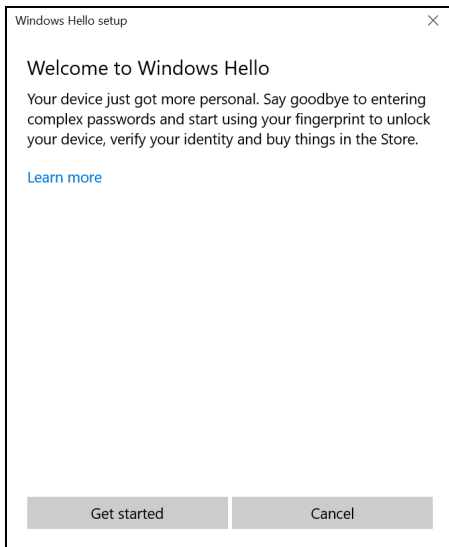 Windows Hello setup
Welcome to Windows Hello
Your device just got more personal. Say goodbye to entering
complex passwords and start using your fingerprint to unlock
your device, verify your identity and buy things in the Store.
Learn more
Get started
Cancel